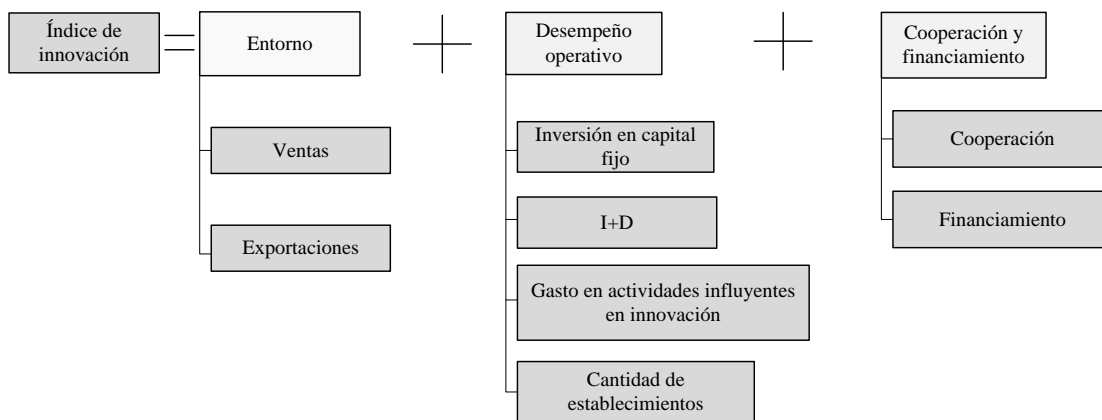 Índice de
innovación
Entorno
Desempeño
operativo
Cooperación y
financiamiento
Ventas
Exportaciones
Inversión en capital
fijo
I+D
Gasto en actividades influyentes
en innovación
Cantidad de
establecimientos
Cooperación
Financiamiento